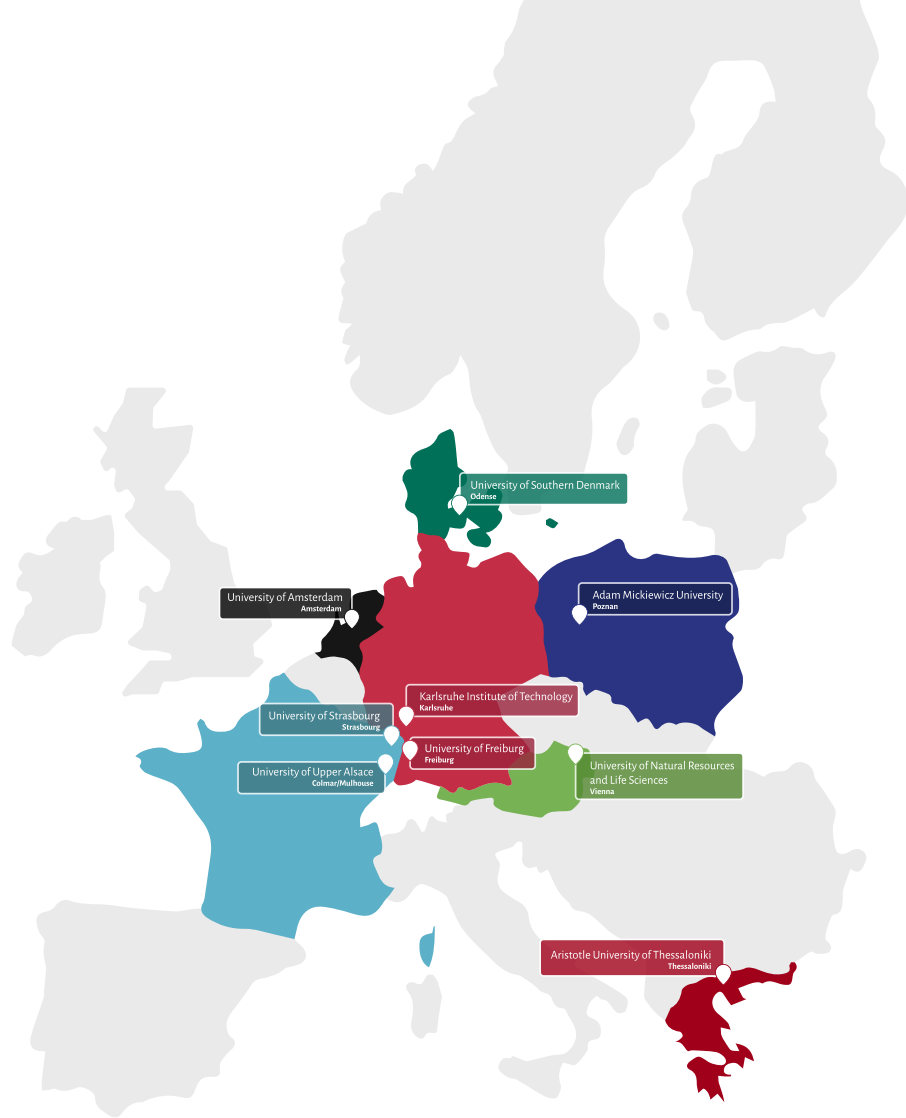 University of Southern Denmark
Odense
Adam Mickiewicz University
Poznan
University of Amsterdam
Amsterdam
Karlsruhe Institute of Technology
Karlsruhe
University of Strasbourg
Strasbourg
University of Freiburg
Freiburg
University of Upper Alsace
Colmar/Mulhouse
University of Natural Resources
and Life Sciences
Vienna
Aristotle University of Thessaloniki
Thessaloniki